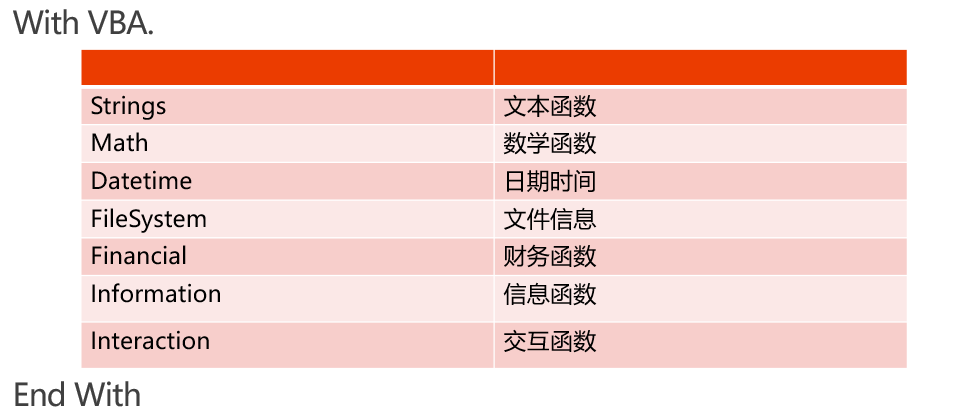 With VBA.
Strings 文本函数
Math 数学函数
Datetime 日期时间
FileSystem 文件信息
Financial 财务函数
Information 信息函数
Interaction 交互函数
End With